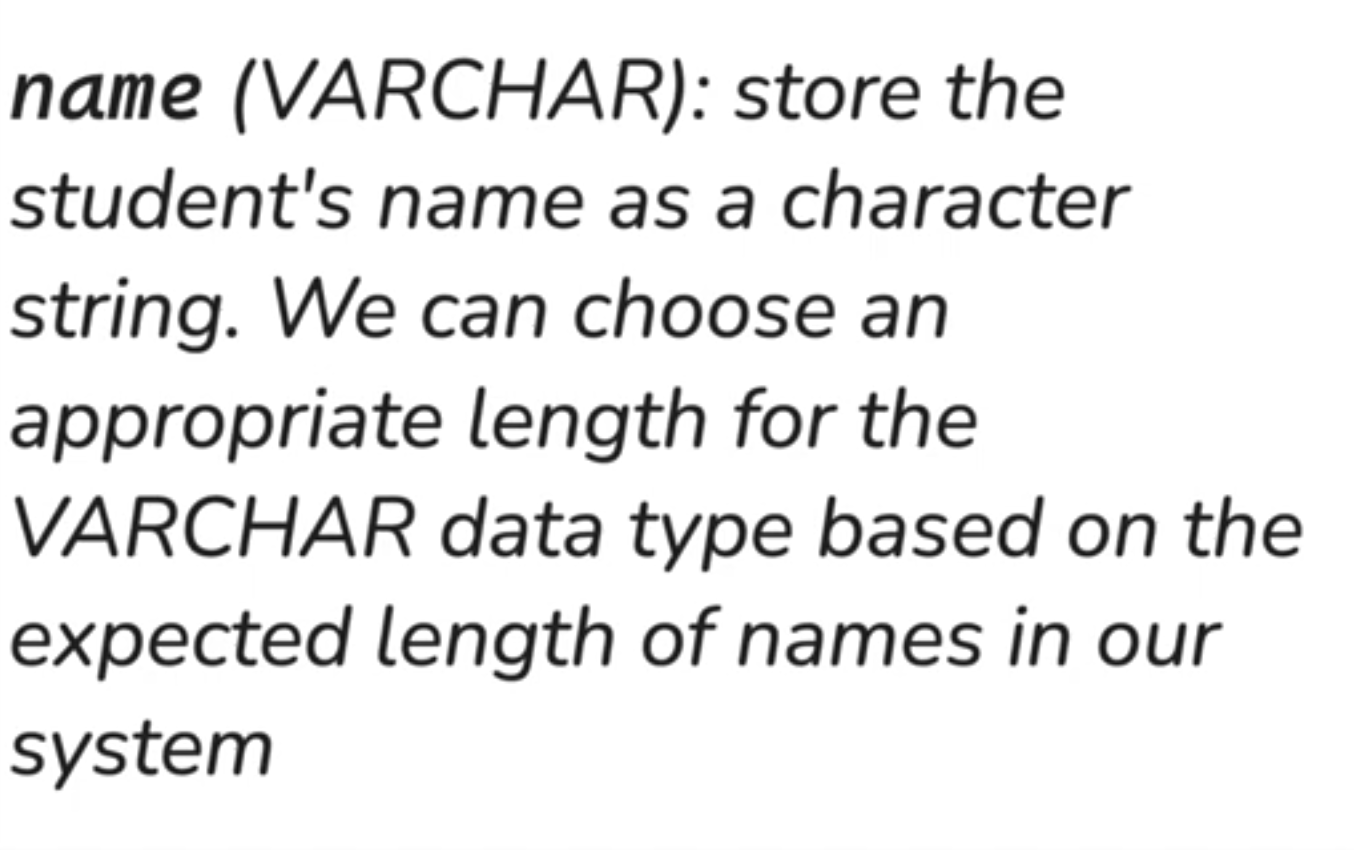 name (VARCHAR): store the
student's name as a character
string. We can choose an
appropriate length for the
VARCHAR data type based on the
expected length of names in our
system